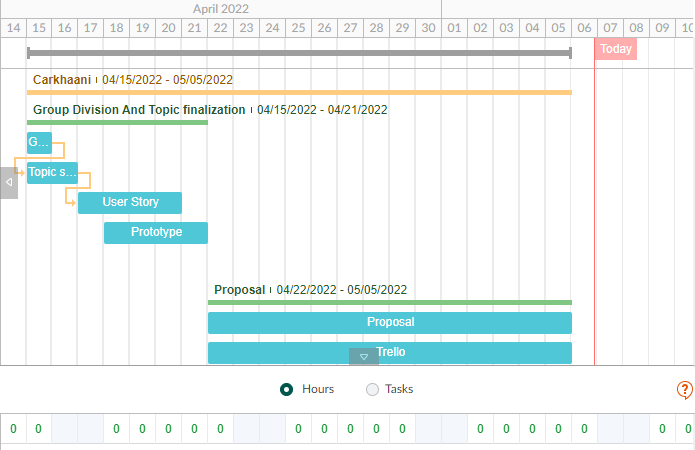 April 2022
14 15 16 17 18 19 20 21 22 23 24 25 26 27 28 29 30 01 02 03 04 05 06 07 08 09 10
Today
Carkhaani 04/15/2022 - 05/05/2022
Group Division And Topic finalization 04/15/2022 - 04/21/2022
G...
Topic s...
User Story
Prototype
Proposal 04/22/2022 - 05/05/2022
Proposal
Trello
Hours Tasks ?
0 0 0 0 0 0 0 0 0 0 0 0 0 0 0 0 0 0 0